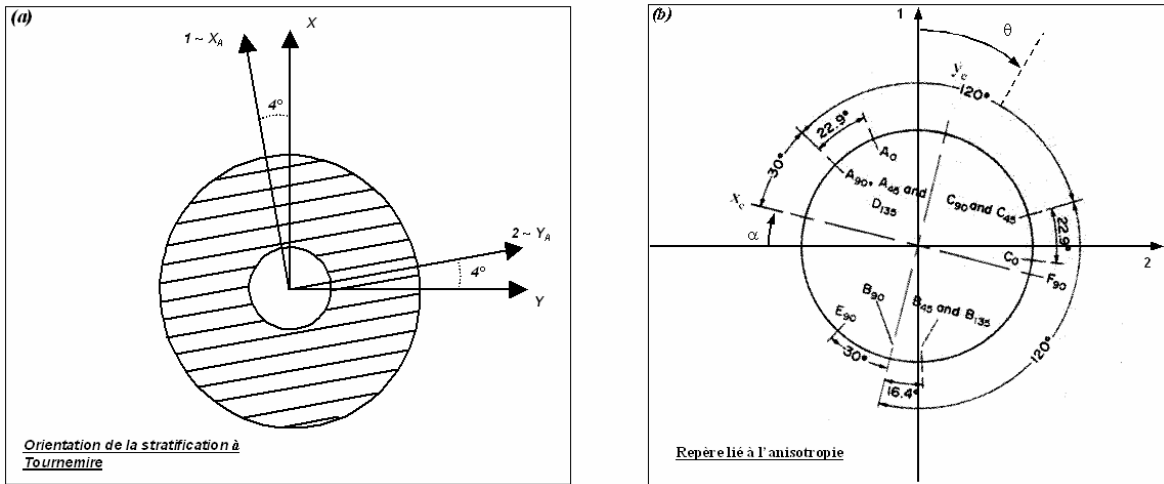 (a)
1 ~ X_A
X
4°
2 ~ Y_A
4°
Y
Orientation de la stratification à
Tournemire
(b)
1
θ
y_c
120°
22.9°
30°
A_0
A_90, A_45 and
D_135
C_90 and C_45
x_c
α
22.9°
C_0
F_90
2
B_90
E_90
B_45 and B_135
30°
120°
16.4°
Repère lié à l'anisotropie